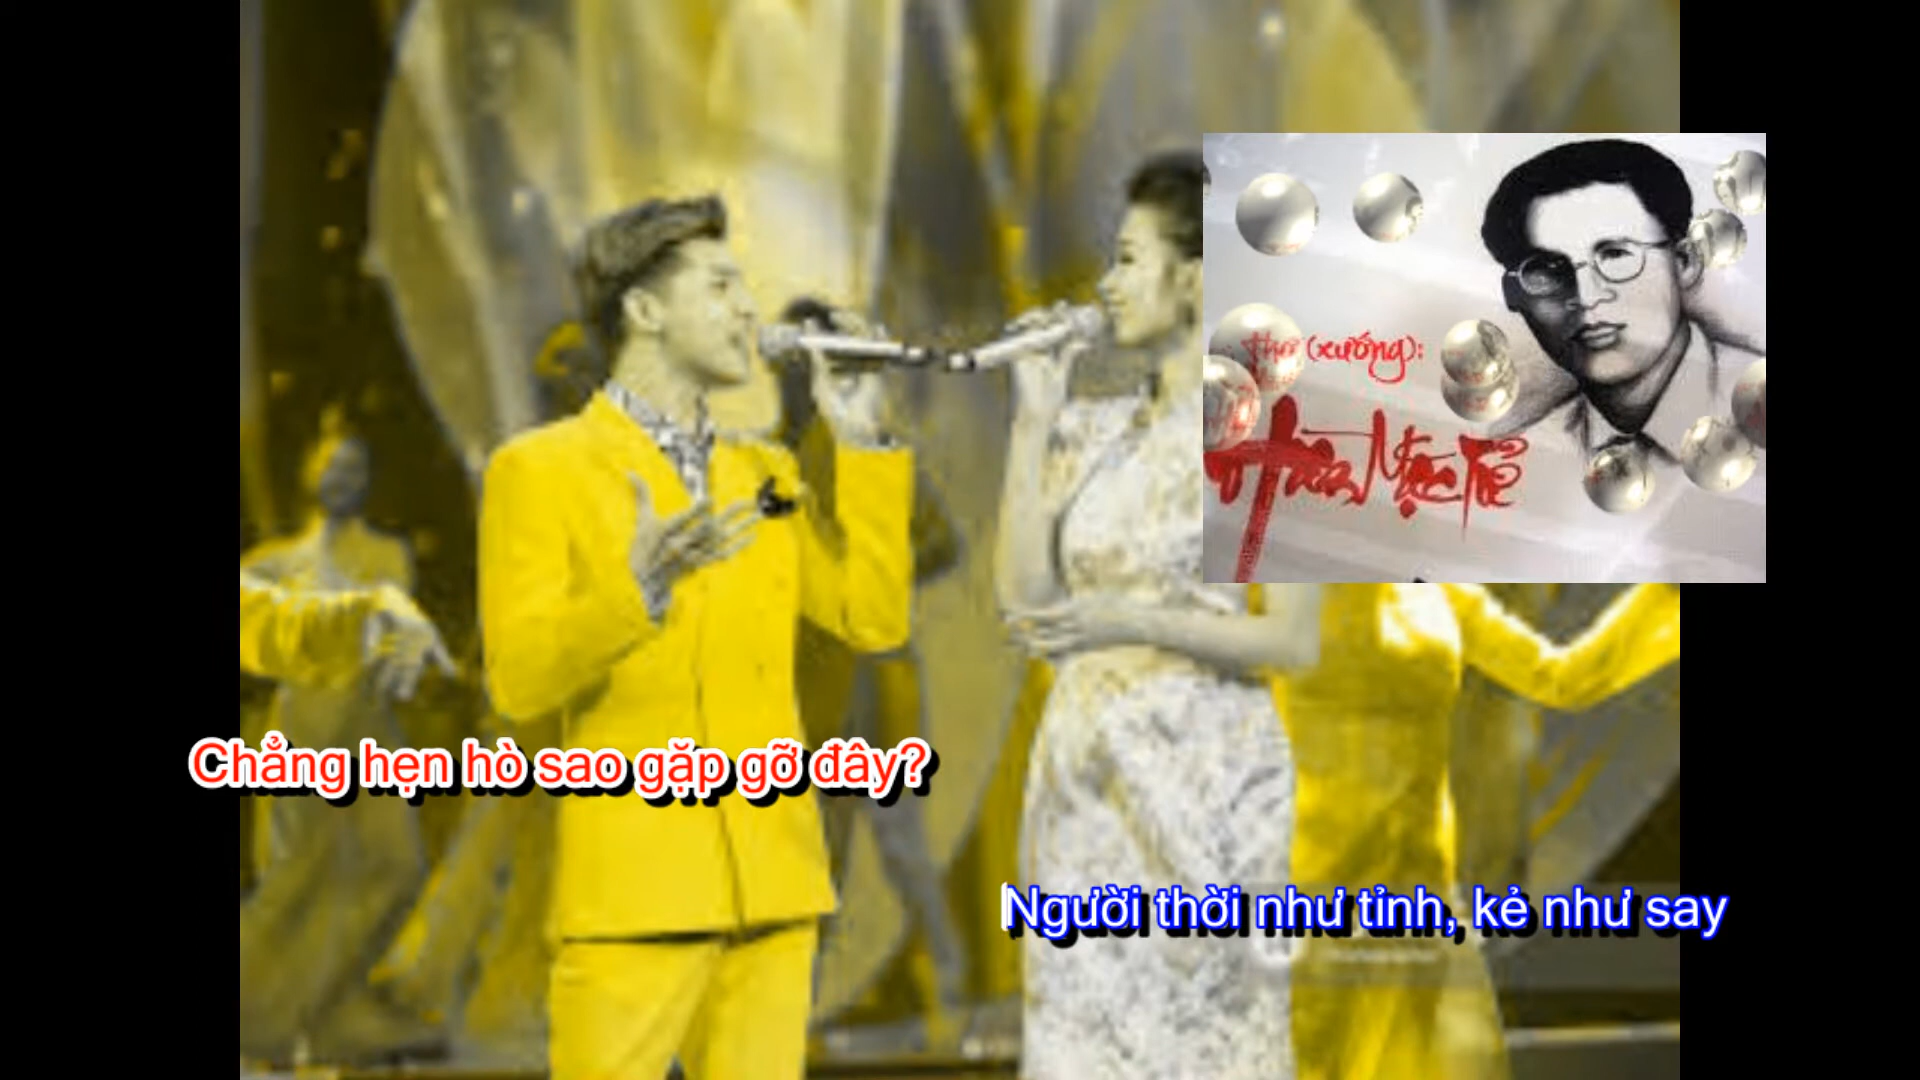 thơ (xướng):
Hàn Mặc Tử
Chẳng hẹn hò sao gặp gỡ đây?
Người thời như tỉnh, kẻ như say